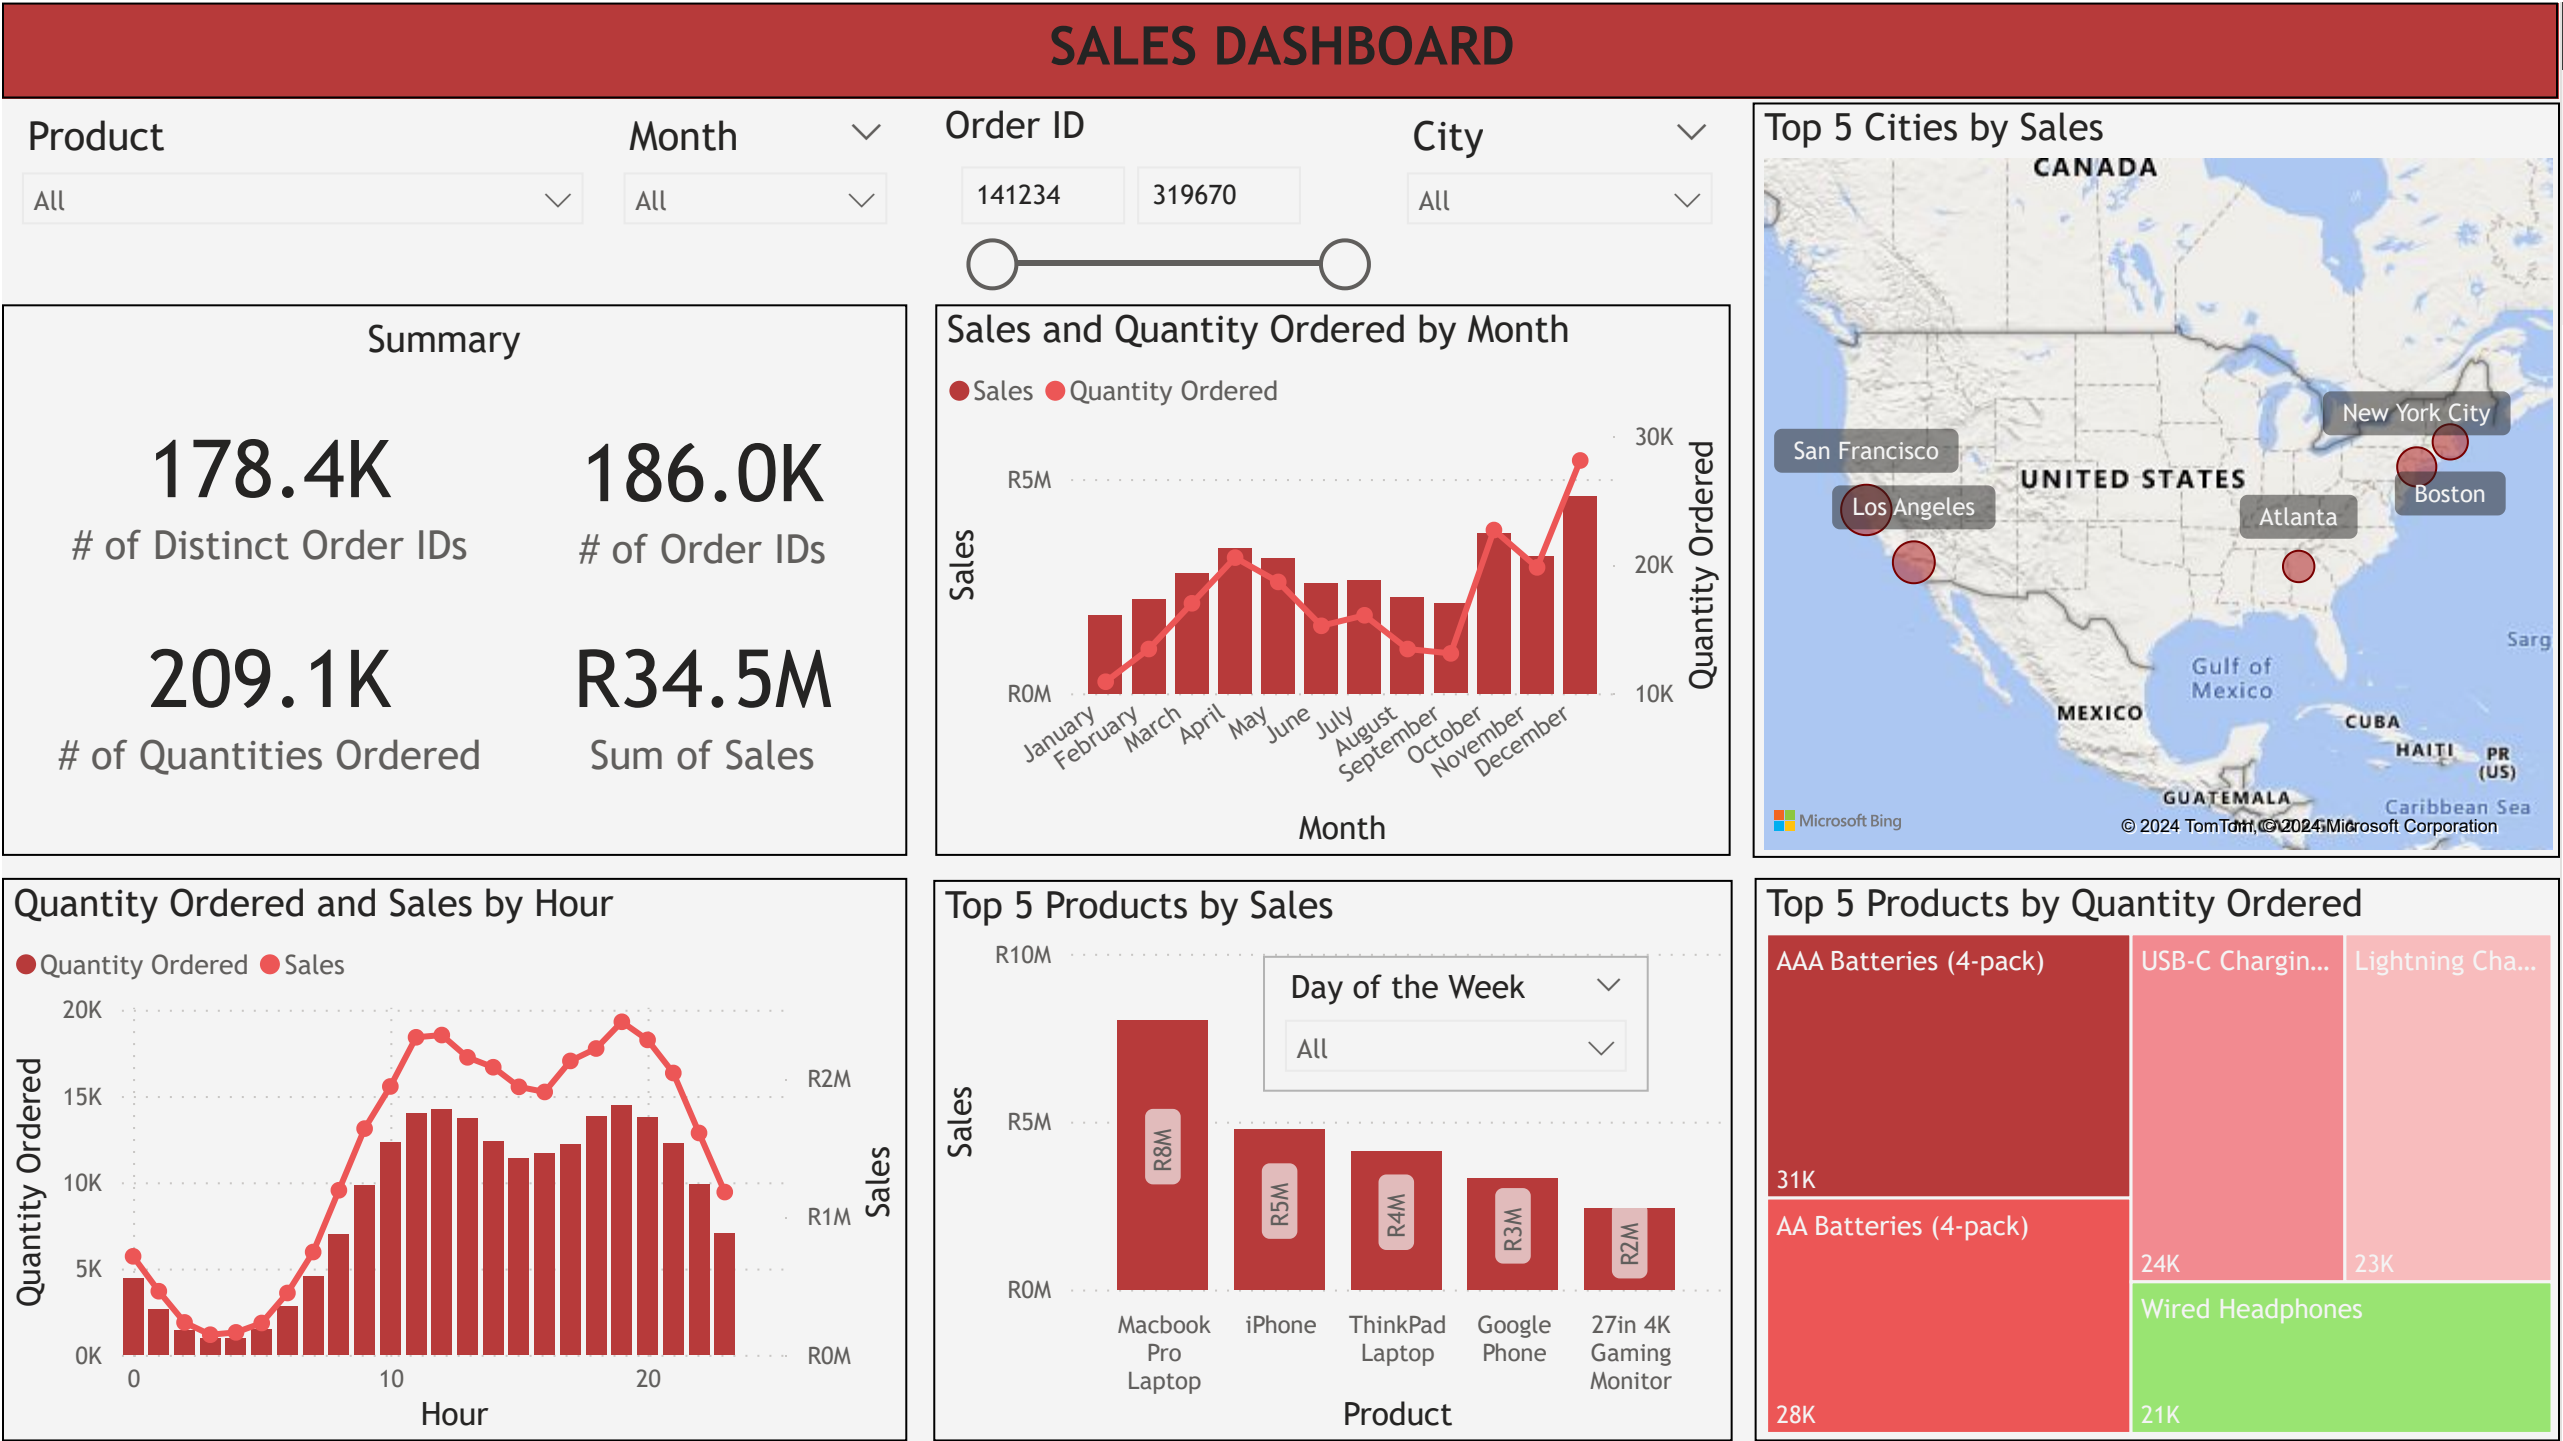 SALES DASHBOARD
Product
All
Month
All
Order ID
141234
319670
City
All
Top 5 Cities by Sales
CANADA
New York City
San Francisco
UNITED STATES
Los Angeles
Boston
Atlanta
Sarg
Gulf of
Mexico
MEXICO
CUBA
HAITI
PR
(US)
GUATEMALA
Caribbean Sea
Microsoft Bing
© 2024 TomTom, © 2024 Microsoft Corporation
Summary
178.4K
# of Distinct Order IDs
186.0K
# of Order IDs
209.1K
# of Quantities Ordered
R34.5M
Sum of Sales
Sales and Quantity Ordered by Month
Sales
Quantity Ordered
30K
R5M
20K
R0M
10K
Sales
Quantity Ordered
January
February
March
April
May
June
July
August
September
October
November
December
Month
Quantity Ordered and Sales by Hour
Quantity Ordered
Sales
20K
15K
10K
5K
0K
R2M
R1M
R0M
Quantity Ordered
Sales
0
10
20
Hour
Top 5 Products by Sales
R10M
R5M
R0M
Sales
Day of the Week
All
R8M
R5M
R4M
R3M
R2M
Macbook
Pro
Laptop
iPhone
ThinkPad
Laptop
Google
Phone
27in 4K
Gaming
Monitor
Product
Top 5 Products by Quantity Ordered
AAA Batteries (4-pack)
31K
AA Batteries (4-pack)
28K
USB-C Chargin...
24K
Lightning Cha...
23K
Wired Headphones
21K